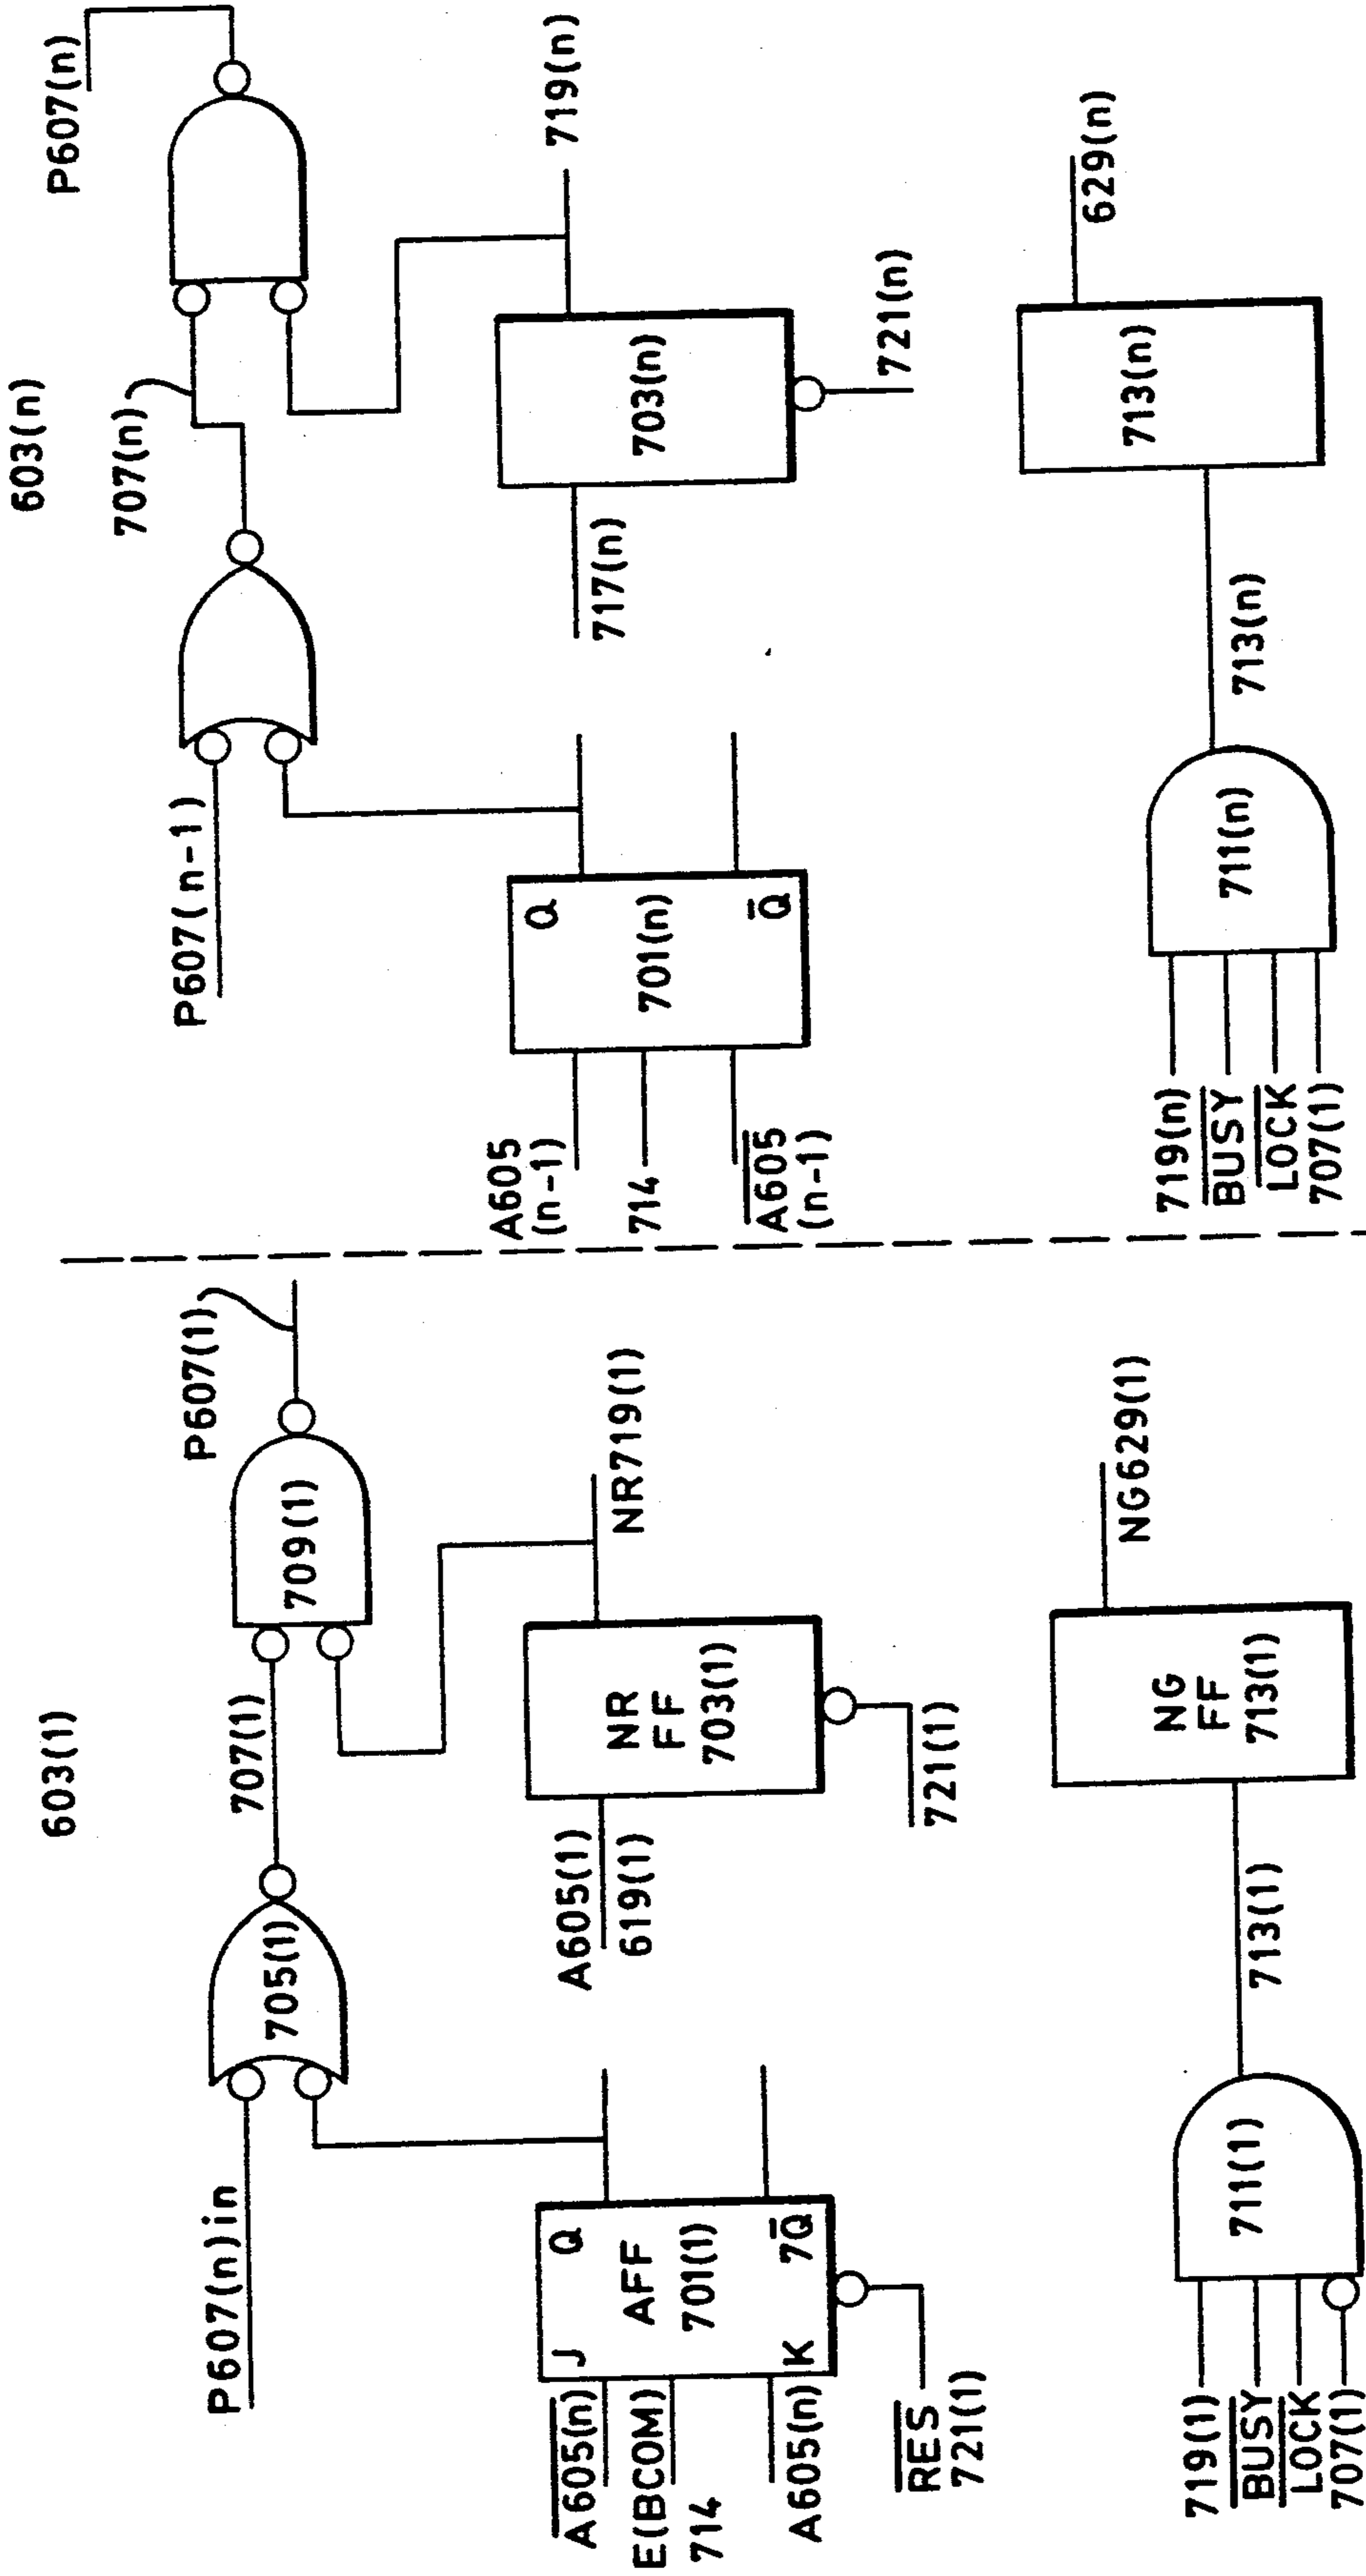 603(1)
P607(n)in
705(1)
707(1)
709(1)
P607(1)
A605(n)
E(BCOM)
714
A605(n)
J
Q
AFF
701(1)
K
7Q
RES
721(1)
A605(1)
619(1)
NR
FF
703(1)
NR719(1)
721(1)
719(1)
BUSY
LOCK
707(1)
711(1)
713(1)
NG
FF
713(1)
NG629(1)
603(n)
P607(n-1)
707(n)
P607(n)
A605
(n-1)
714
A605
(n-1)
Q
701(n)
Q
717(n)
703(n)
719(n)
721(n)
719(n)
BUSY
LOCK
707(1)
711(n)
713(n)
713(n)
629(n)